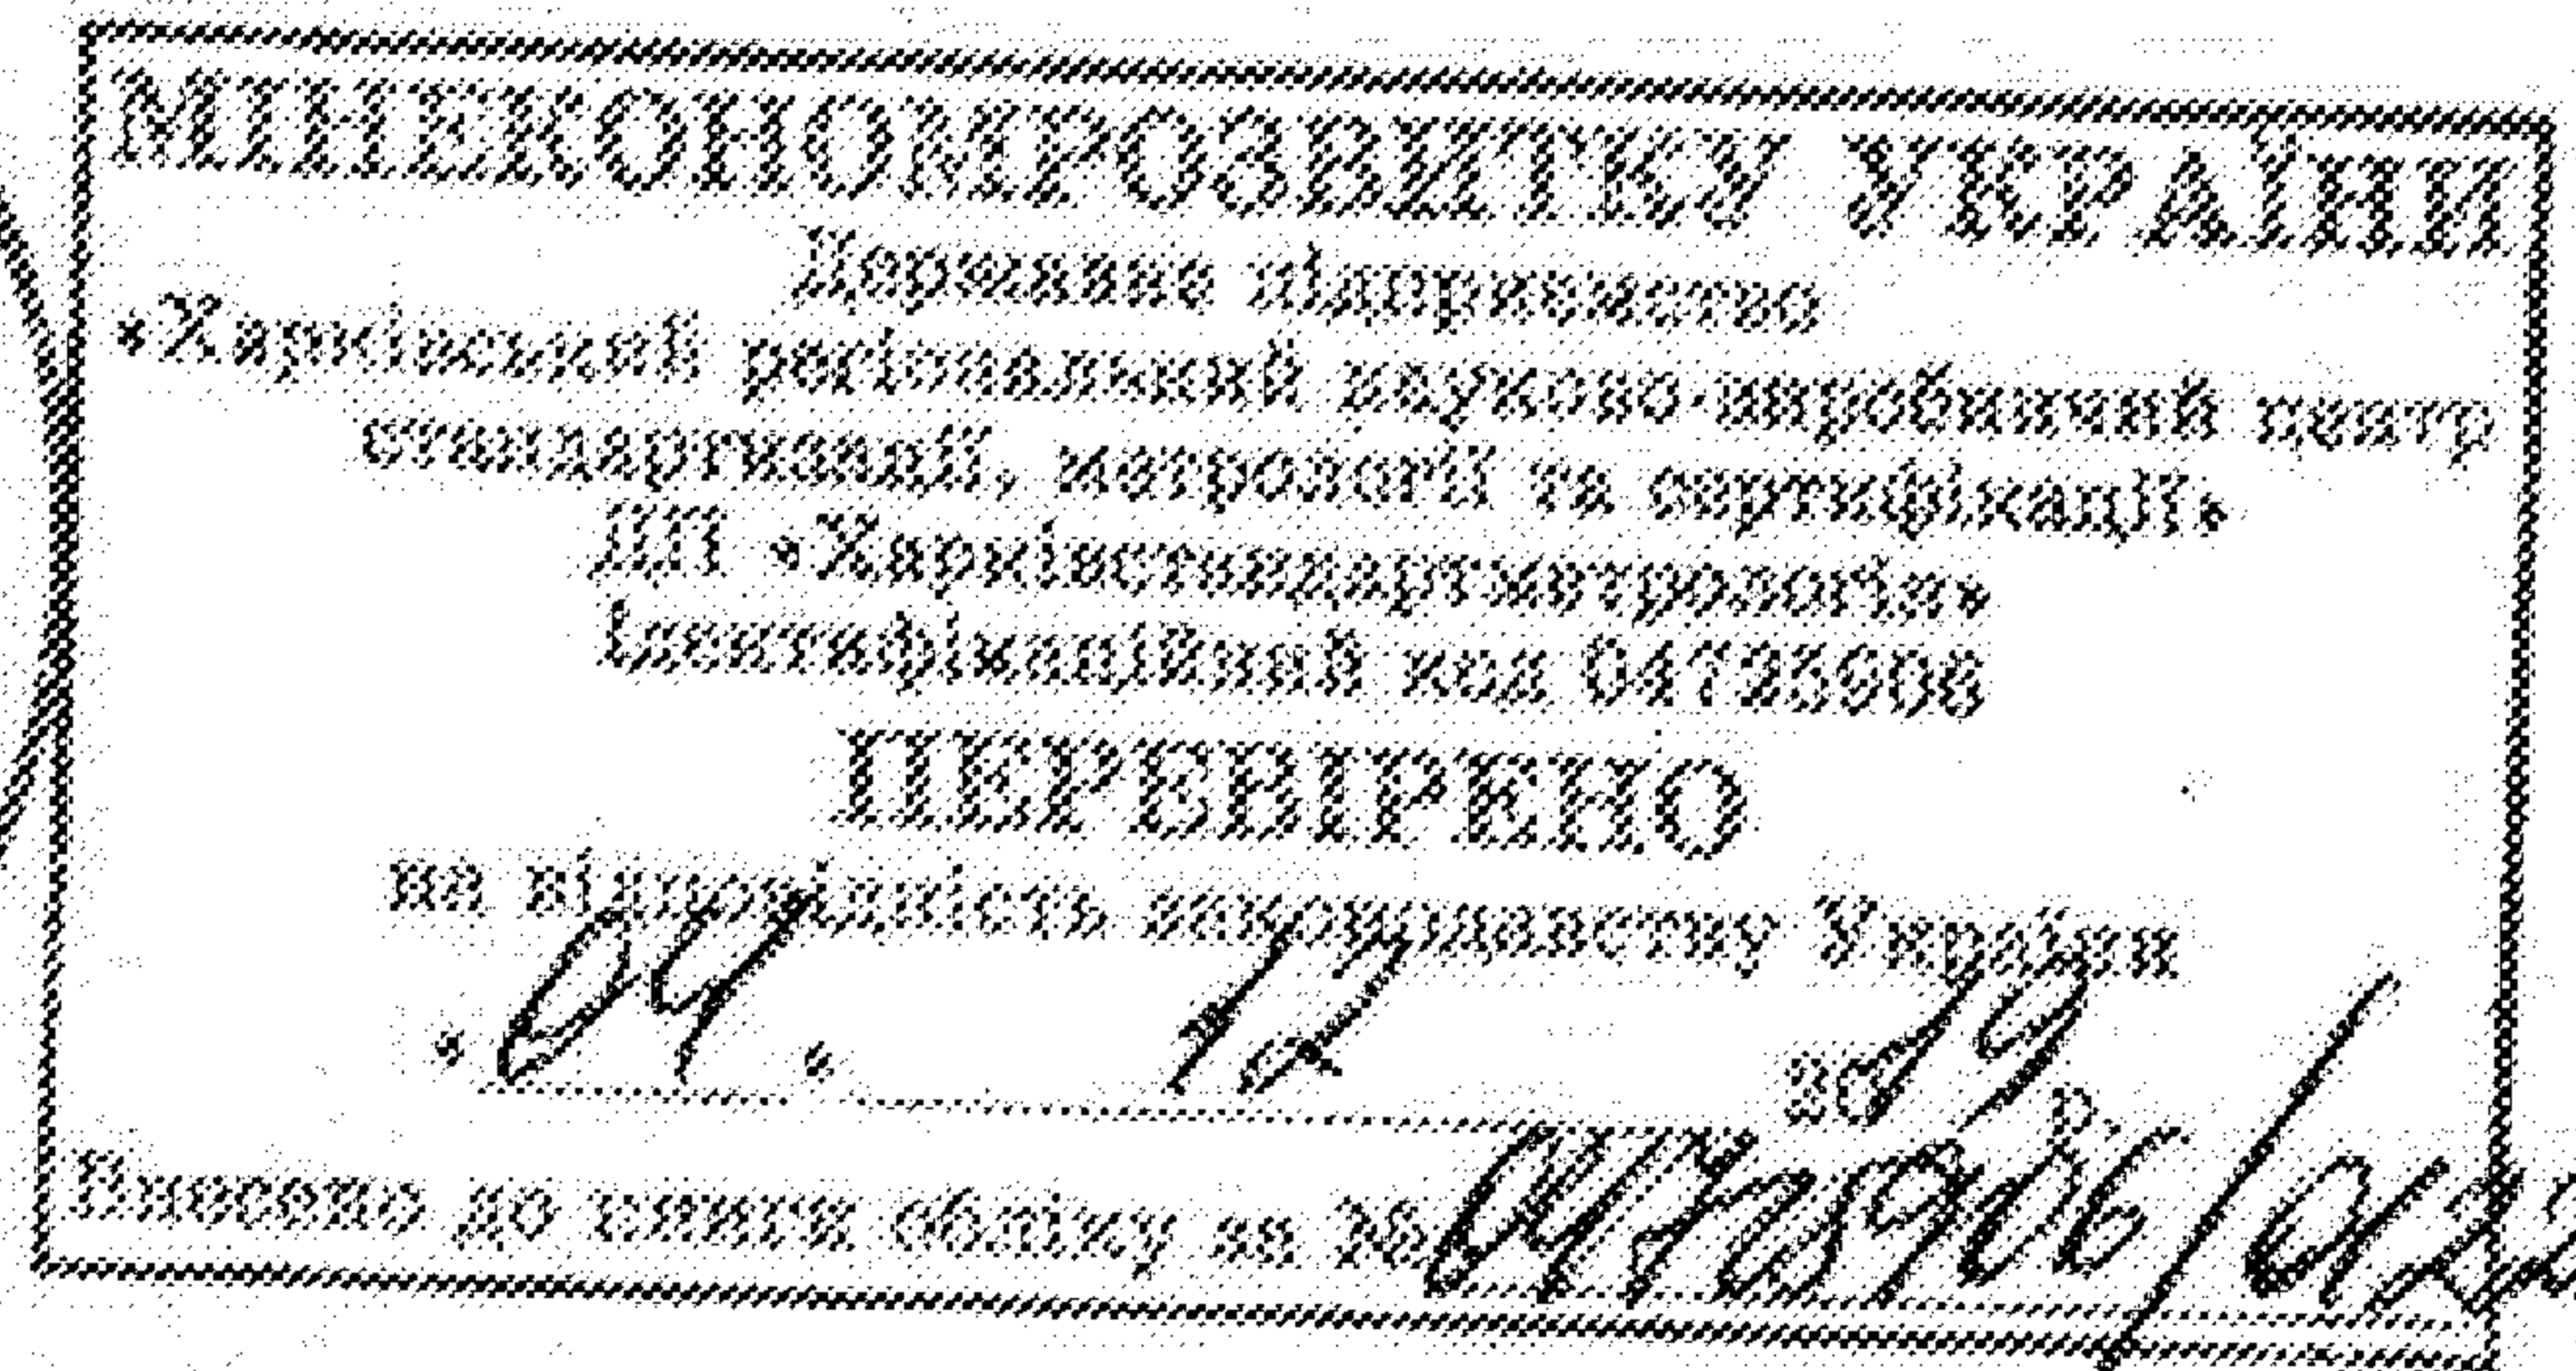 МІНЕКОНОМРОЗВИТКУ УКРАЇНИ
Державне підприємство
«Харківський регіональний науково-виробничий центр
стандартизації, метрології та сертифікації»
ДП «Харківстандартметрологія»
Ідентифікаційний код 04725906
ПЕРЕВІРЕНО
на відповідність законодавству України
«04» 12 2019 р.
Внесено до книги обліку за № 04725906/